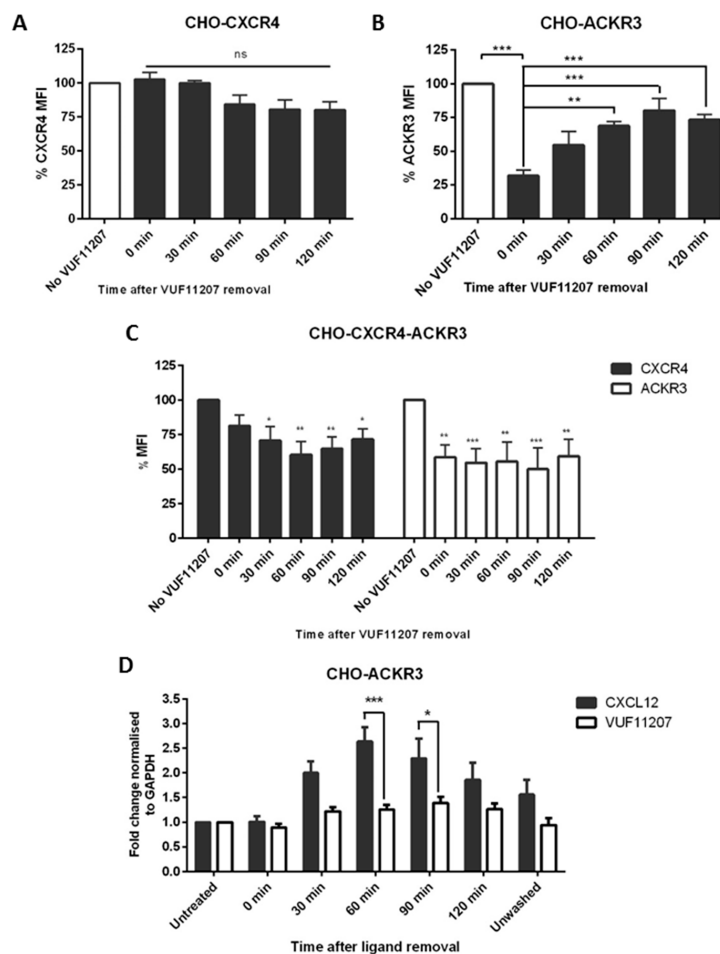 A
CHO-CXCR4
ns
% CXCR4 MFI
125
100
75
50
25
0
No VUF11207
0 min
30 min
60 min
90 min
120 min
Time after VUF11207 removal
B
CHO-ACKR3
***
***
***
**
% ACKR3 MFI
125
100
75
50
25
0
No VUF11207
0 min
30 min
60 min
90 min
120 min
Time after VUF11207 removal
C
CHO-CXCR4-ACKR3
CXCR4
ACKR3
% MFI
125
100
75
50
25
0
* ** ** *
** *** ** *** **
No VUF11207
0 min
30 min
60 min
90 min
120 min
No VUF11207
0 min
30 min
60 min
90 min
120 min
Time after VUF11207 removal
D
CHO-ACKR3
CXCL12
VUF11207
Fold change normalised
to GAPDH
3.5
3.0
2.5
2.0
1.5
1.0
0.5
0.0
***
*
Untreated
0 min
30 min
60 min
90 min
120 min
Unwashed
Time after ligand removal